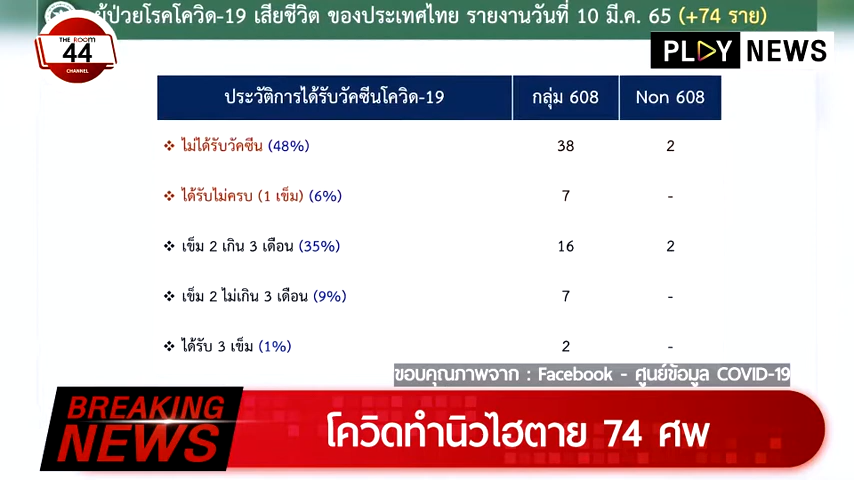 ผู้ป่วยโรคโควิด-19 เสียชีวิต ของประเทศไทย รายงานวันที่ 10 มี.ค. 65 (+74 ราย)
THE ROOM
44
CHANNEL
PLAY NEWS
ประวัติการได้รับวัคซีนโควิด-19 กลุ่ม 608 Non 608
❖ ไม่ได้รับวัคซีน (48%) 38 2
❖ ได้รับไม่ครบ (1 เข็ม) (6%) 7 -
❖ เข็ม 2 เกิน 3 เดือน (35%) 16 2
❖ เข็ม 2 ไม่เกิน 3 เดือน (9%) 7 -
❖ ได้รับ 3 เข็ม (1%) 2 -
ขอบคุณภาพจาก : Facebook - ศูนย์ข้อมูล COVID-19
BREAKING
NEWS
โควิดทำนิวไฮตาย 74 ศพ